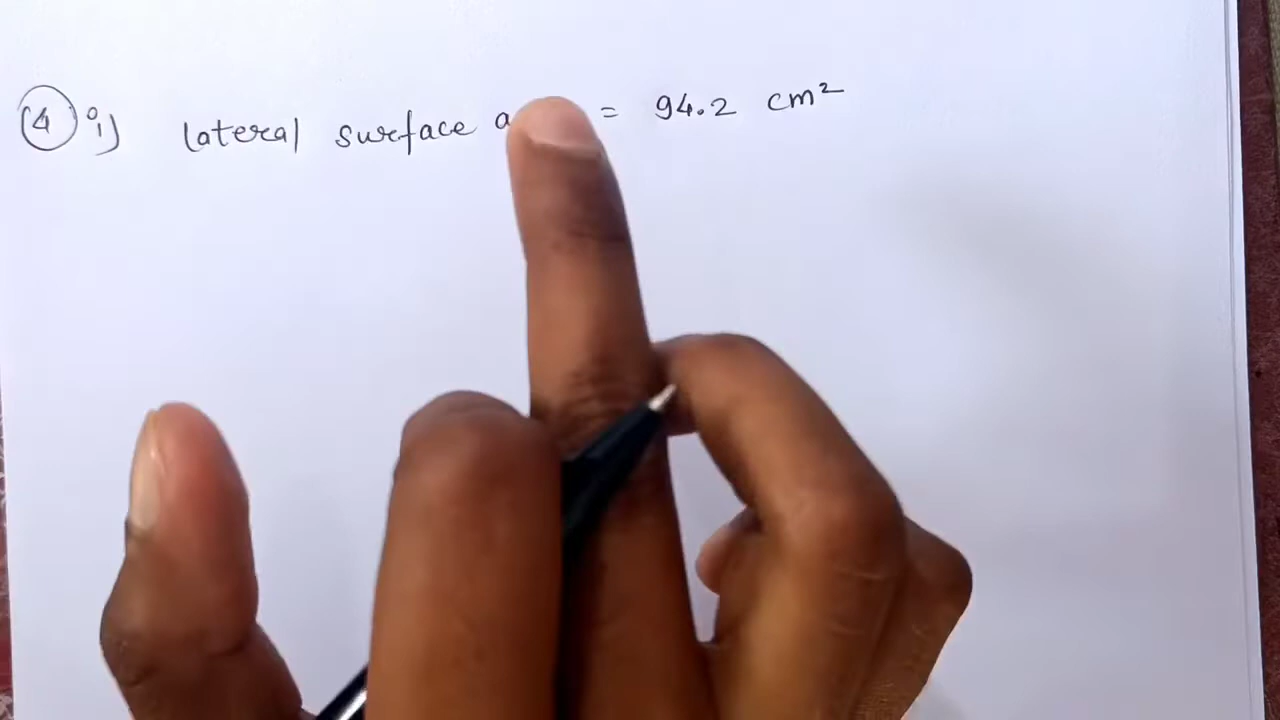 ④ i) lateral surface = 94.2 cm²